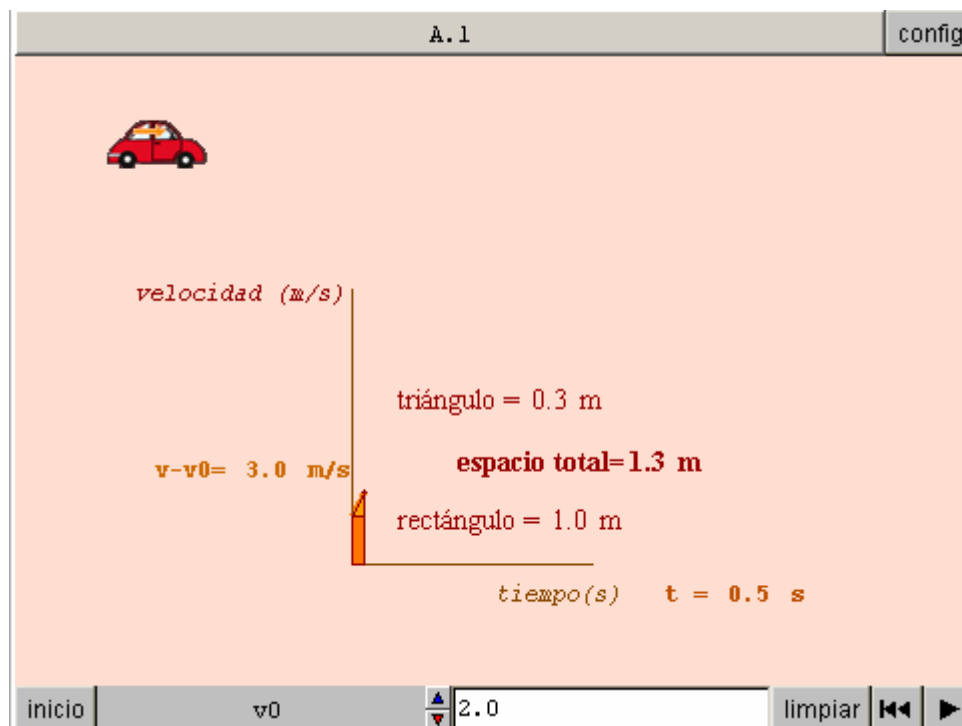 A.1
config
velocidad (m/s)
triángulo = 0.3 m
v-v0= 3.0 m/s
espacio total=1.3 m
rectángulo = 1.0 m
tiempo(s) t = 0.5 s
inicio v0 2.0 limpiar